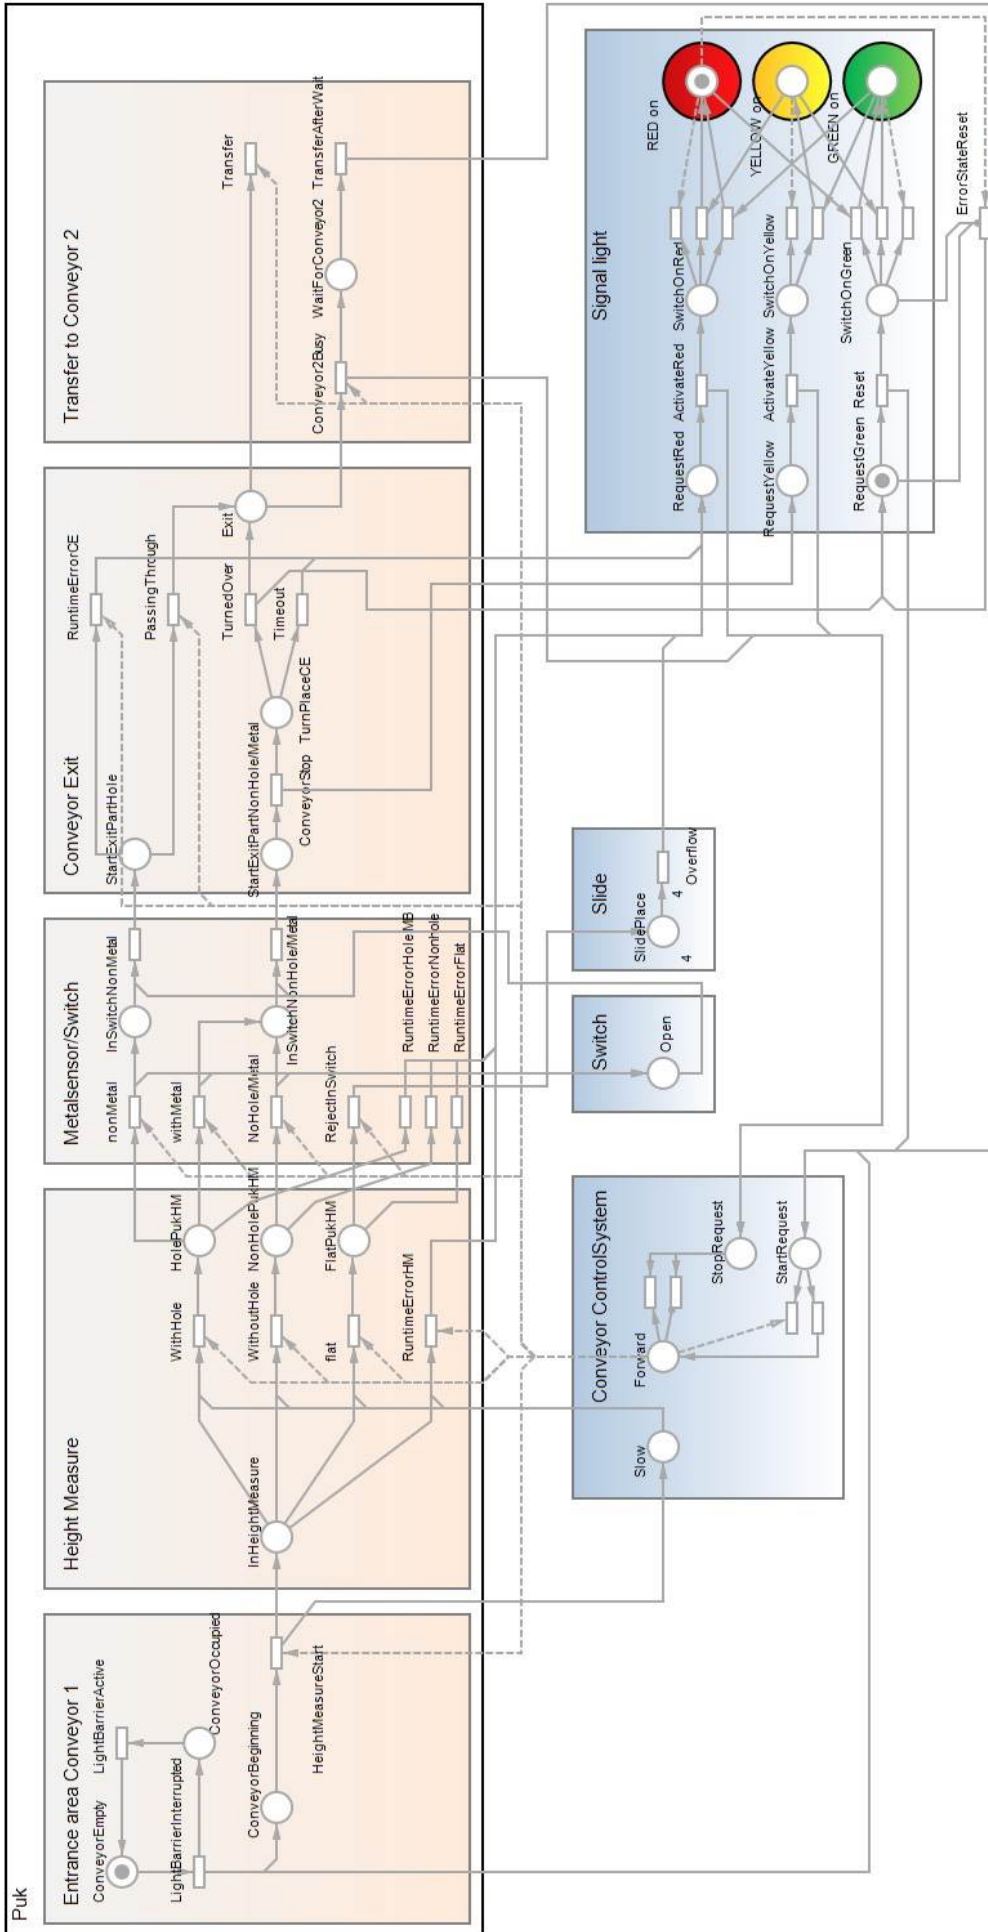 Puk
Entrance area Conveyor 1
ConveyorEmpty
LightBarrierActive
LightBarrierInterrupted
ConveyorOccupied
ConveyorBeginning
HeightMeasureStart
Height Measure
InHeightMeasure
WithHole
HolePukHM
WithoutHole
NonHolePukHM
flat
FlatPukHM
RuntimeErrorHM
Metalsensor/Switch
nonMetal
InSwitchNonMetal
withMetal
NoHole/Metal
InSwitchNonHole/Metal
RejectInSwitch
RuntimeErrorHoleMB
RuntimeErrorNonhole
RuntimeErrorFlat
Conveyor Exit
StartExitPartHole
RuntimeErrorCE
PassingThrough
StartExitPartNonHole/Metal
ConveyorStop
TurnPlaceCE
TurnedOver
Timeout
Exit
Transfer to Conveyor 2
Transfer
Conveyor2Busy
WaitForConveyor2
TransferAfterWait
Conveyor ControlSystem
Slow
Forward
StopRequest
StartRequest
Switch
Open
Slide
SlidePlace
4
4
Overflow
Signal light
RED on
RequestRed
ActivateRed
SwitchOnRed
YELLOW on
RequestYellow
ActivateYellow
SwitchOnYellow
GREEN on
RequestGreen
Reset
SwitchOnGreen
ErrorStateReset